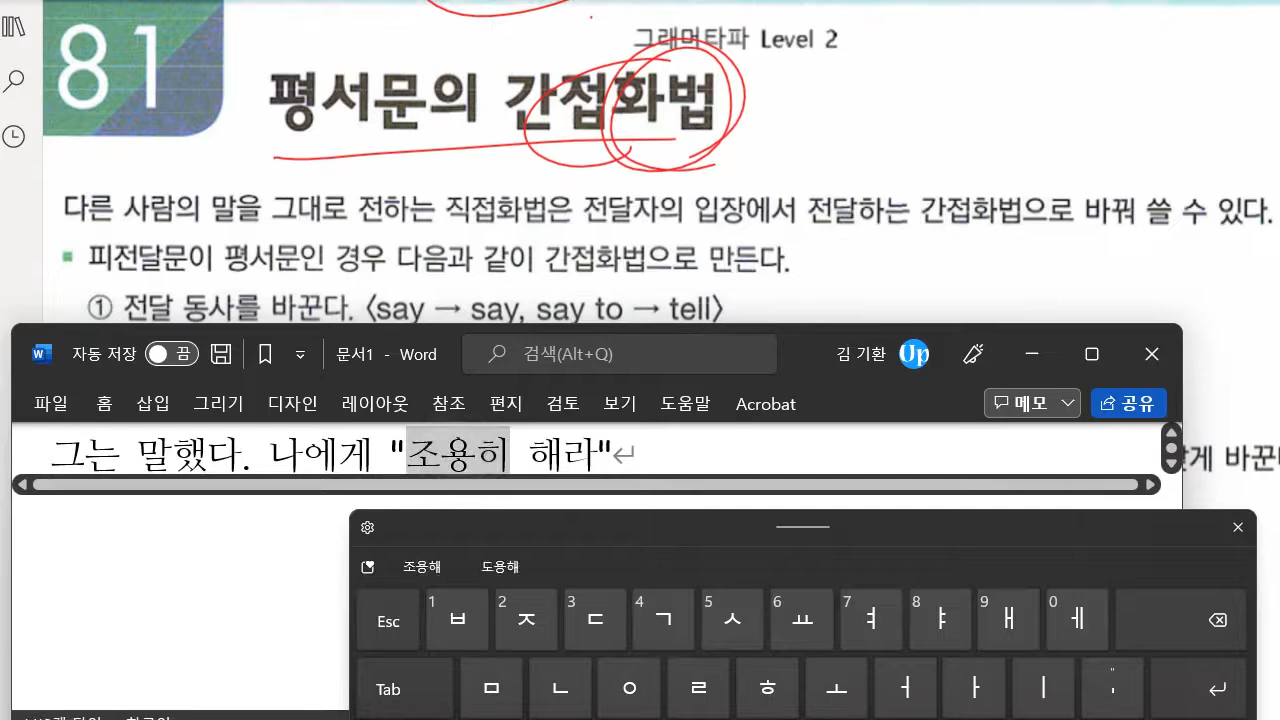 81
그래머타파 Level 2
평서문의 간접화법
다른 사람의 말을 그대로 전하는 직접화법은 전달자의 입장에서 전달하는 간접화법으로 바꿔 쓸 수 있다.
피전달문이 평서문인 경우 다음과 같이 간접화법으로 만든다.
① 전달 동사를 바꾼다. 〈say → say, say to → tell〉
W 자동 저장 끔 문서1 - Word 검색(Alt+Q) 김 기환 Up
파일 홈 삽입 그리기 디자인 레이아웃 참조 편지 검토 보기 도움말 Acrobat 메모 공유
그는 말했다. 나에게 "조용히 해라"
바꾼
조용해 도용해
Esc 1 ㅂ 2 ㅈ 3 ㄷ 4 ㄱ 5 ㅅ 6 ㅛ 7 ㅕ 8 ㅑ 9 ㅐ 0 ㅔ
Tab ㅁ ㄴ ㅇ ㄹ ㅎ ㅗ ㅓ ㅏ ㅣ " '